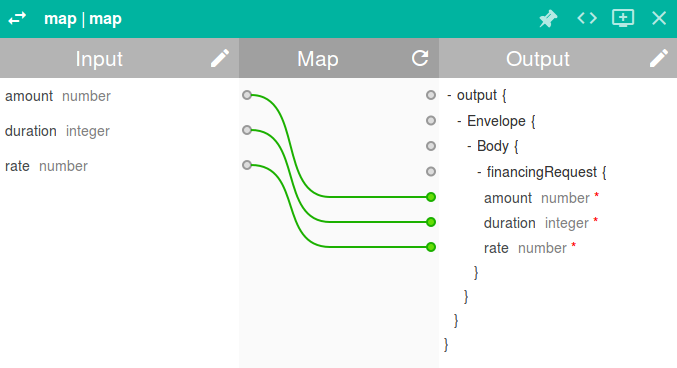 map | map
Input Map Output
amount number
duration integer
rate number
- output {
- Envelope {
- Body {
- financingRequest {
amount number *
duration integer *
rate number *
}
}
}
}